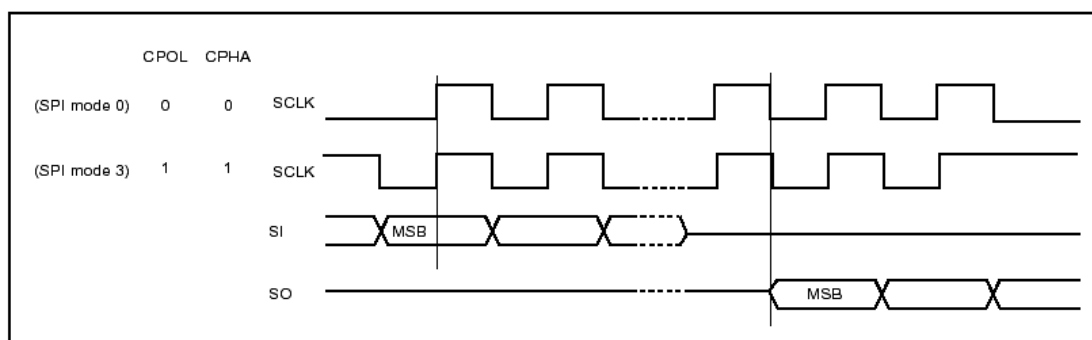 CPOL CPHA
(SPI mode 0) 0 0 SCLK
(SPI mode 3) 1 1 SCLK
SI MSB
SO MSB